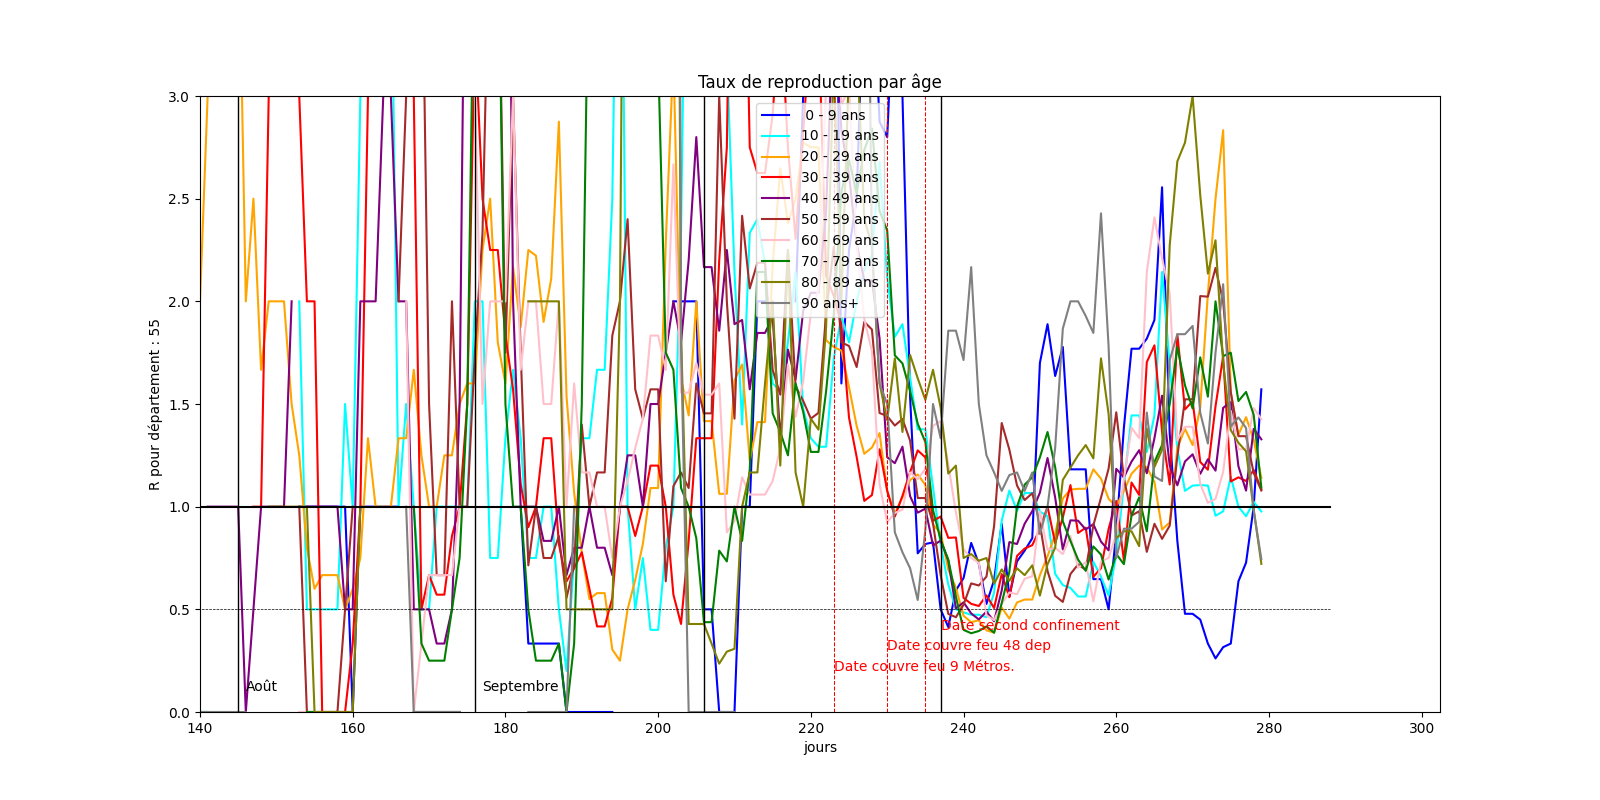 Taux de reproduction par âge
3.0
2.5
2.0
1.5
1.0
0.5
0.0
R pour département : 55
0 - 9 ans
10 - 19 ans
20 - 29 ans
30 - 39 ans
40 - 49 ans
50 - 59 ans
60 - 69 ans
70 - 79 ans
80 - 89 ans
90 ans+
Date second confinement
Date couvre feu 48 dep
Date couvre feu 9 Métros.
Août
Septembre
140 160 180 200 220 240 260 280 300
jours